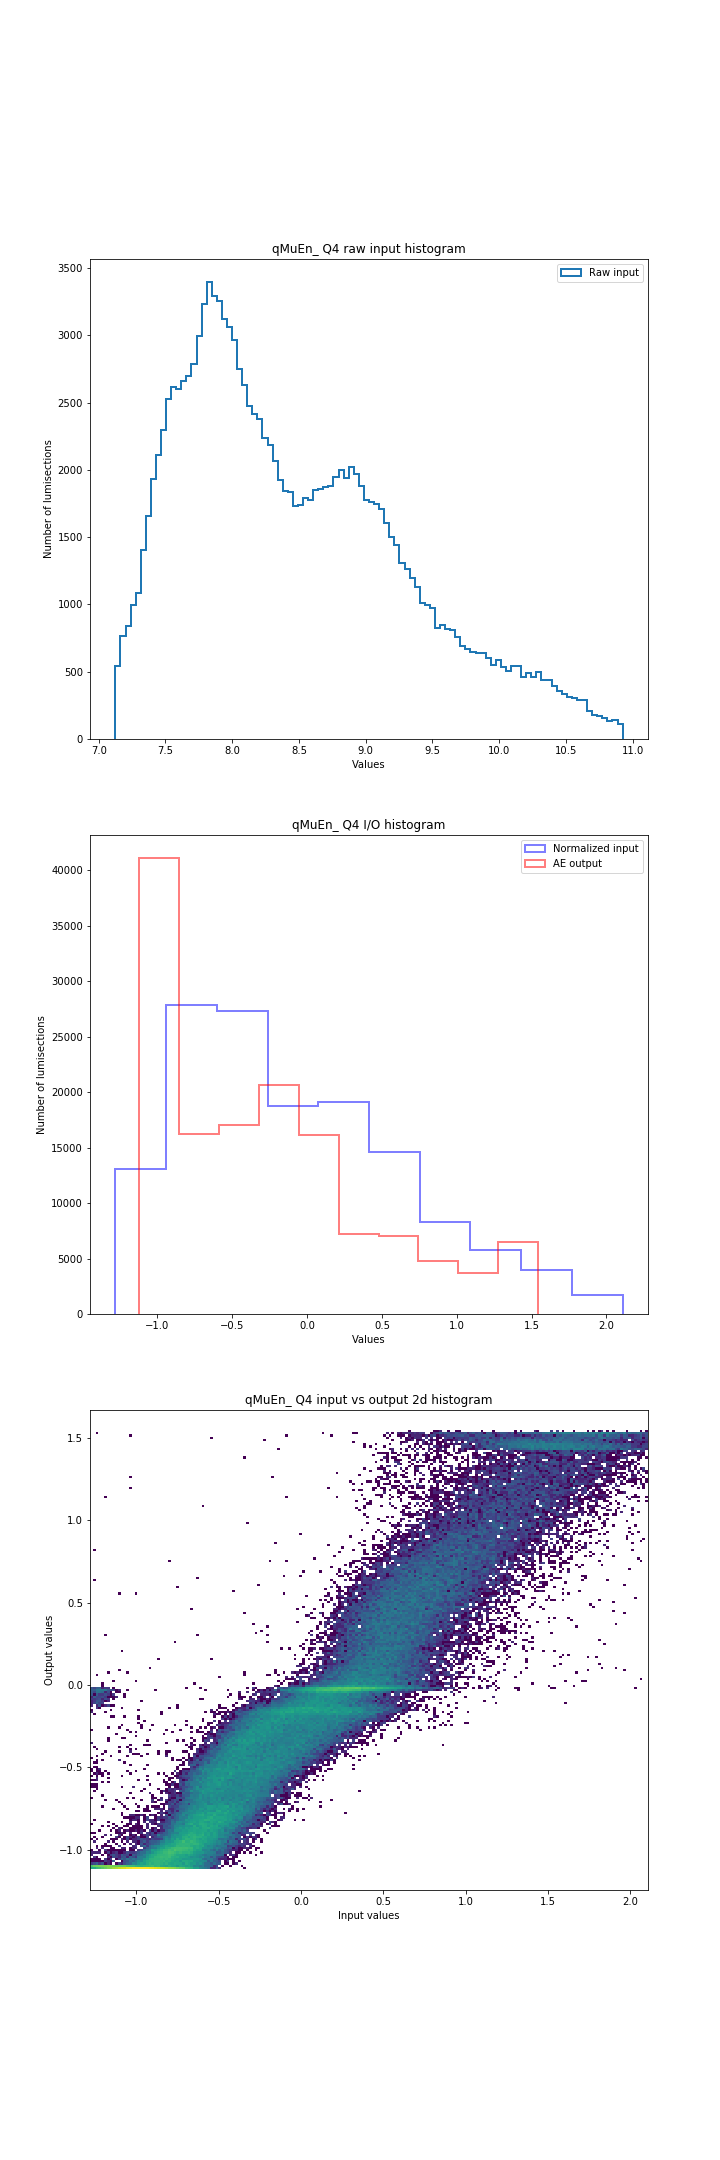 qMuEn_ Q4 raw input histogram
3500
3000
2500
2000
1500
1000
500
0
Number of lumisections
Raw input
7.0 7.5 8.0 8.5 9.0 9.5 10.0 10.5 11.0
Values
qMuEn_ Q4 I/O histogram
40000
35000
30000
25000
20000
15000
10000
5000
0
Number of lumisections
Normalized input
AE output
−1.0 −0.5 0.0 0.5 1.0 1.5 2.0
Values
qMuEn_ Q4 input vs output 2d histogram
1.5
1.0
0.5
0.0
−0.5
−1.0
Output values
−1.0 −0.5 0.0 0.5 1.0 1.5 2.0
Input values